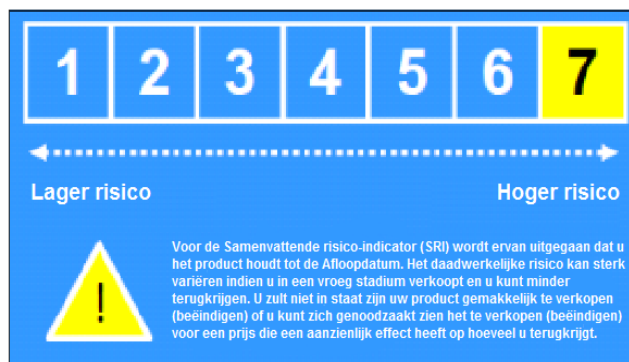 1 2 3 4 5 6 7
Lager risico Hoger risico
Voor de Samenvattende risico-indicator (SRI) wordt ervan uitgegaan dat u
het product houdt tot de Afloopdatum. Het daadwerkelijke risico kan sterk
variëren indien u in een vroeg stadium verkoopt en u kunt minder
terugkrijgen. U zult niet in staat zijn uw product gemakkelijk te verkopen
(beëindigen) of u kunt zich genoodzaakt zien het te verkopen (beëindigen)
voor een prijs die een aanzienlijk effect heeft op hoeveel u terugkrijgt.
!